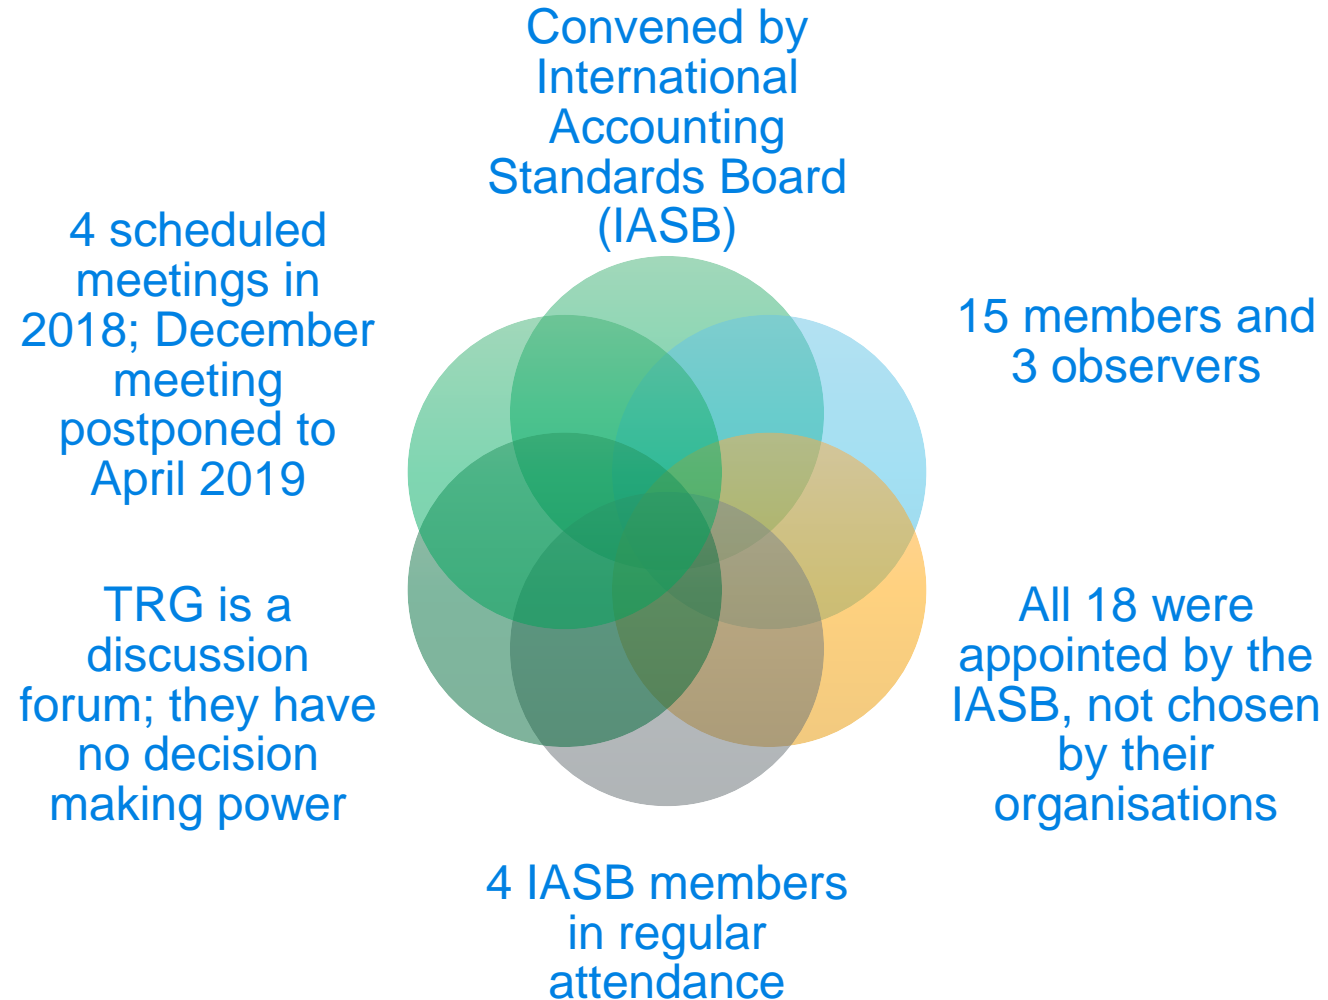 Convened by
International
Accounting
Standards Board
(IASB)
15 members and
3 observers
All 18 were
appointed by the
IASB, not chosen
by their
organisations
4 IASB members
in regular
attendance
TRG is a
discussion
forum; they have
no decision
making power
4 scheduled
meetings in
2018; December
meeting
postponed to
April 2019